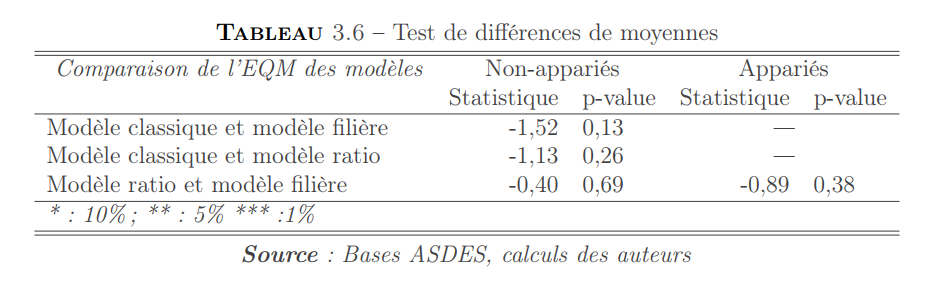 TABLEAU 3.6 – Test de différences de moyennes
Comparaison de l'EQM des modèles Non-appariés Appariés
Statistique p-value Statistique p-value
Modèle classique et modèle filière -1,52 0,13 —
Modèle classique et modèle ratio -1,13 0,26 —
Modèle ratio et modèle filière -0,40 0,69 -0,89 0,38
* : 10% ; ** : 5% *** :1%
Source : Bases ASDES, calculs des auteurs